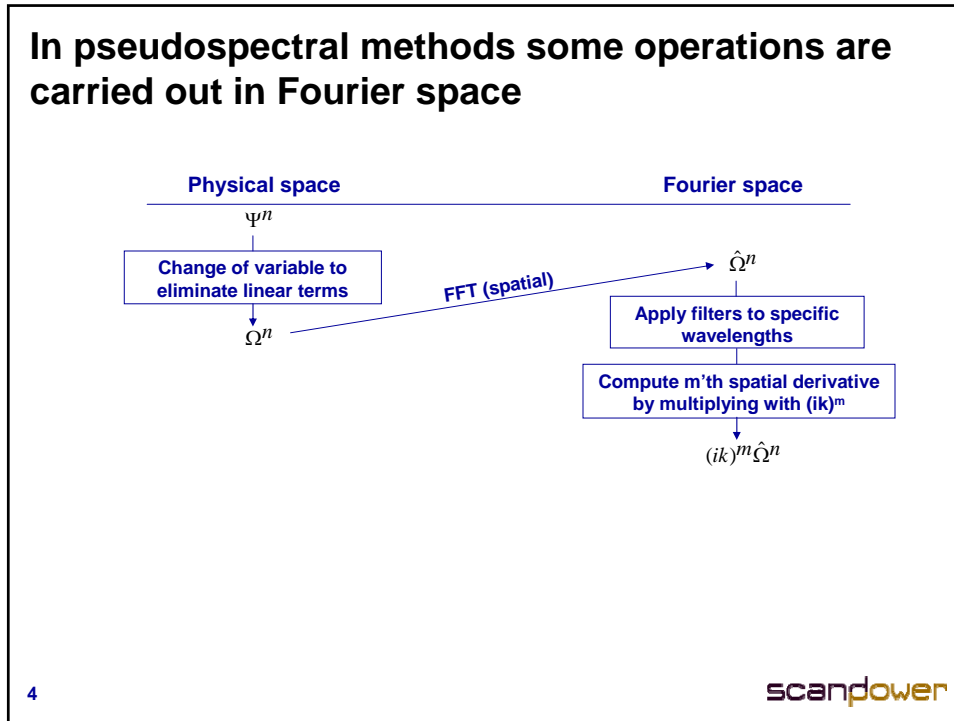 In pseudospectral methods some operations are
carried out in Fourier space
Physical space
Fourier space
Ψⁿ
Change of variable to
eliminate linear terms
Ωⁿ
FFT (spatial)
Ω̂ⁿ
Apply filters to specific
wavelengths
Compute m’th spatial derivative
by multiplying with (ik)ᵐ
(ik)ᵐΩ̂ⁿ
4
scandpower